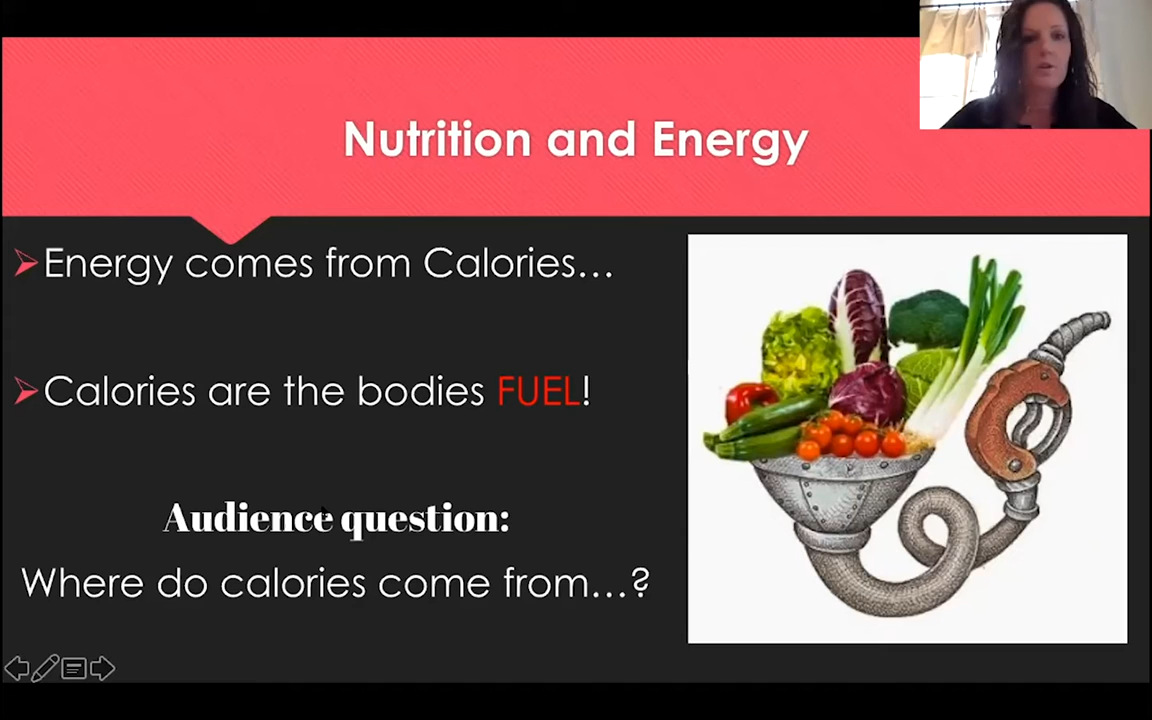 Nutrition and Energy
Energy comes from Calories...
Calories are the bodies FUEL!
Audience question:
Where do calories come from...?